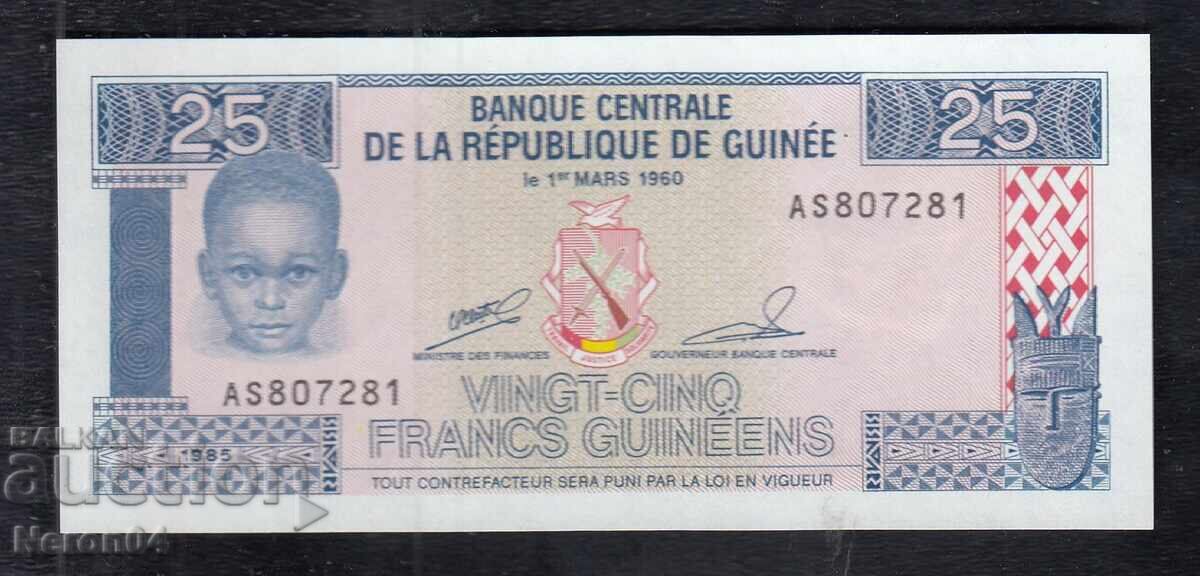 25
25
BANQUE CENTRALE
DE LA RÉPUBLIQUE DE GUINÉE
le 1er MARS 1960
AS807281
MINISTRE DES FINANCES
JUSTICE
GOUVERNEUR BANQUE CENTRALE
AS807281
VINGT-CINQ
FRANCS GUINÉENS
1985
TOUT CONTREFACTEUR SERA PUNI PAR LA LOI EN VIGUEUR
BALKAN
auction
Neron04